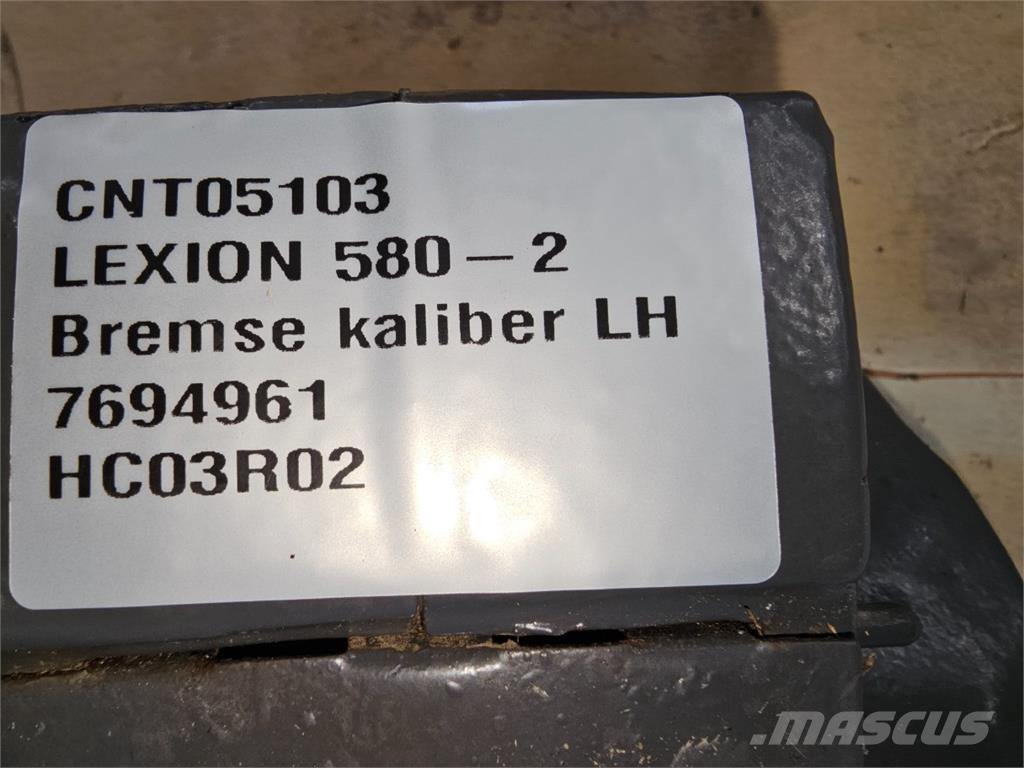 CNT05103
LEXION 580-2
Bremse kaliber LH
7694961
HC03R02
MASCUS